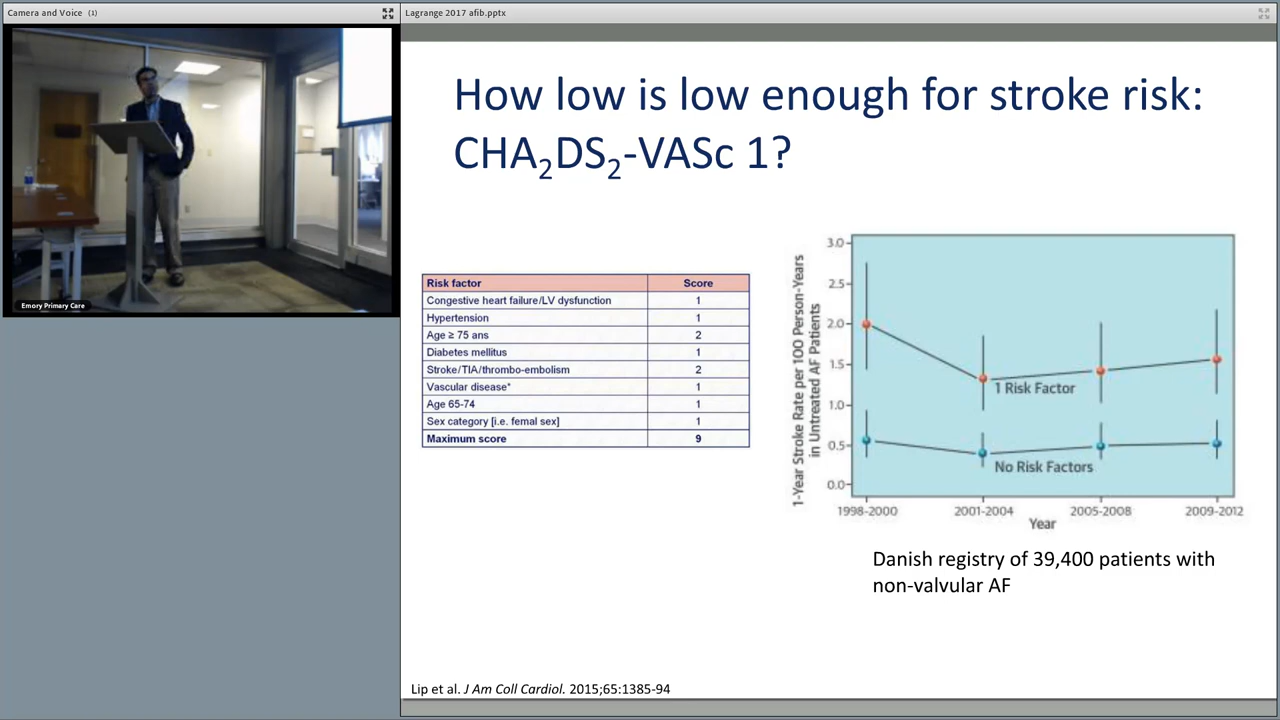 Camera and Voice (1)
Lagrange 2017 afib.pptx
Emory Primary Care
How low is low enough for stroke risk:
CHA2DS2-VASc 1?
Risk factor Score
Congestive heart failure/LV dysfunction 1
Hypertension 1
Age ≥ 75 ans 2
Diabetes mellitus 1
Stroke/TIA/thrombo-embolism 2
Vascular disease* 1
Age 65-74 1
Sex category [i.e. femal sex] 1
Maximum score 9
1-Year Stroke Rate per 100 Person-Years
in Untreated AF Patients
3.0
2.5
2.0
1.5
1.0
0.5
0.0
1 Risk Factor
No Risk Factors
1998-2000 2001-2004 2005-2008 2009-2012
Year
Danish registry of 39,400 patients with
non-valvular AF
Lip et al. J Am Coll Cardiol. 2015;65:1385-94